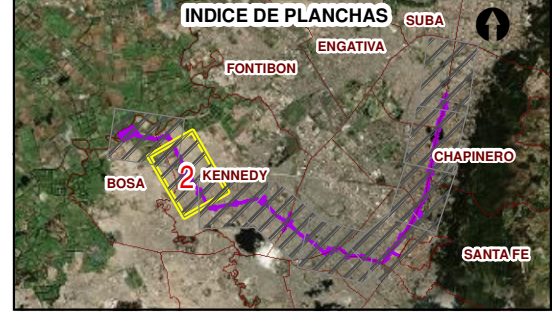 INDICE DE PLANCHAS
SUBA
ENGATIVA
FONTIBON
CHAPINERO
BOSA
2
KENNEDY
SANTA FE